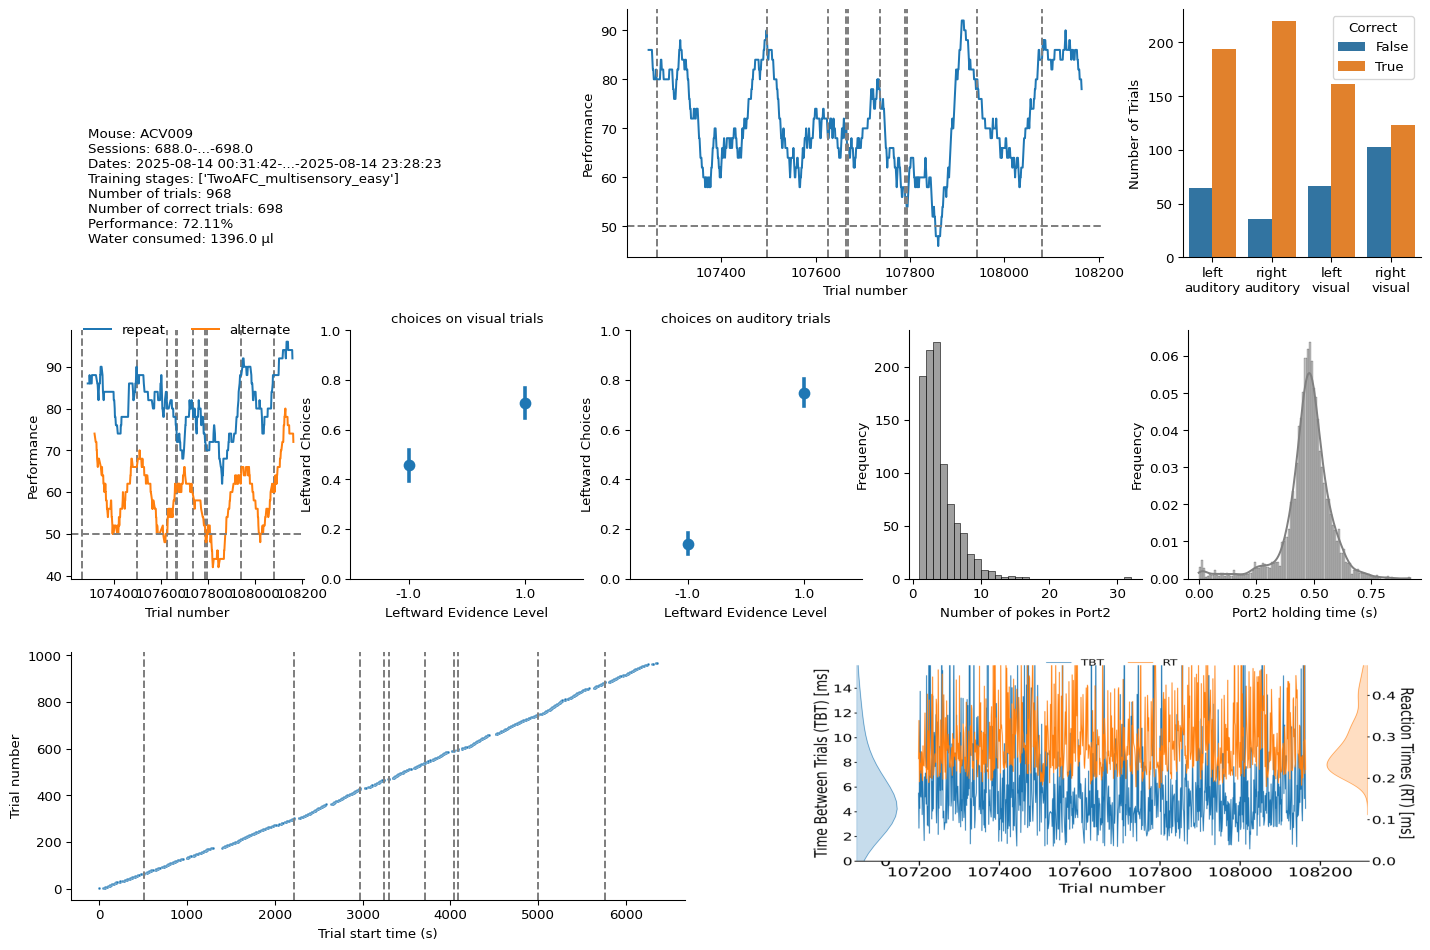 Mouse: ACV009
Sessions: 688.0-...-698.0
Dates: 2025-08-14 00:31:42-...-2025-08-14 23:28:23
Training stages: ['TwoAFC_multisensory_easy']
Number of trials: 968
Number of correct trials: 698
Performance: 72.11%
Water consumed: 1396.0 µl
Performance
90
80
70
60
50
107400 107600 107800 108000 108200
Trial number
Number of Trials
200
150
100
50
0
Correct
False
True
left auditory
right auditory
left visual
right visual
repeat alternate
Performance
90
80
70
60
50
40
107400 107600 107800 108000 108200
Trial number
choices on visual trials
Leftward Choices
1.0
0.8
0.6
0.4
0.2
0.0
-1.0 1.0
Leftward Evidence Level
choices on auditory trials
Leftward Choices
1.0
0.8
0.6
0.4
0.2
0.0
-1.0 1.0
Leftward Evidence Level
Frequency
200
150
100
50
0
0 10 20 30
Number of pokes in Port2
Frequency
0.06
0.05
0.04
0.03
0.02
0.01
0.00
0.00 0.25 0.50 0.75
Port2 holding time (s)
Trial number
1000
800
600
400
200
0
0 1000 2000 3000 4000 5000 6000
Trial start time (s)
TBT RT
Time Between Trials (TBT) [ms]
14
12
10
8
6
4
2
0
0
107200 107400 107600 107800 108000 108200
Trial number
0.4
0.3
0.2
0.1
0.0
Reaction Times (RT) [ms]